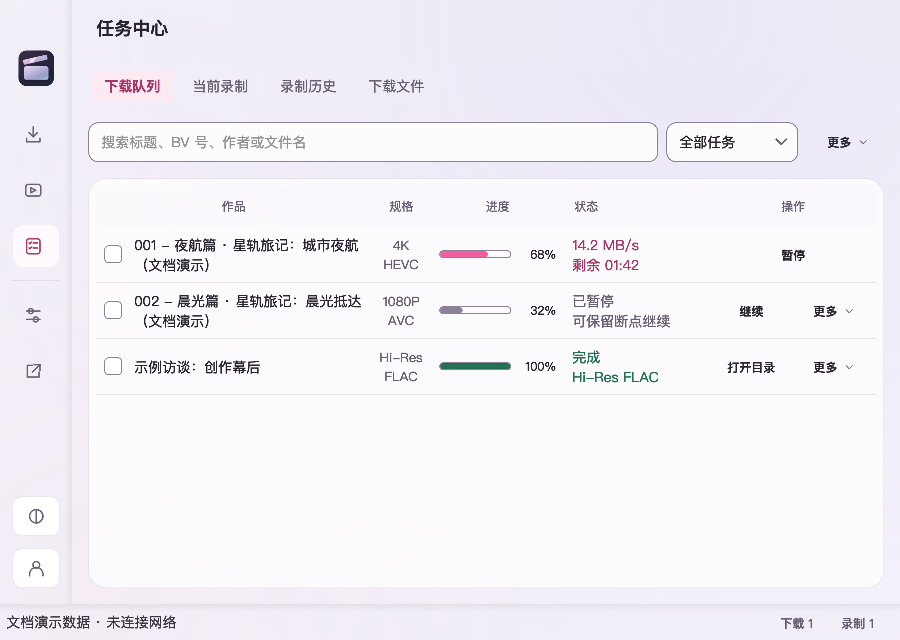 任务中心
下载队列 当前录制 录制历史 下载文件
搜索标题、BV 号、作者或文件名 全部任务 更多
作品 规格 进度 状态 操作
001 – 夜航篇 · 星轨旅记：城市夜航（文档演示） 4K HEVC 68% 14.2 MB/s 剩余 01:42 暂停
002 – 晨光篇 · 星轨旅记：晨光抵达（文档演示） 1080P AVC 32% 已暂停 可保留断点继续 继续 更多
示例访谈：创作幕后 Hi-Res FLAC 100% 完成 Hi-Res FLAC 打开目录 更多
文档演示数据 · 未连接网络 下载 1 录制 1